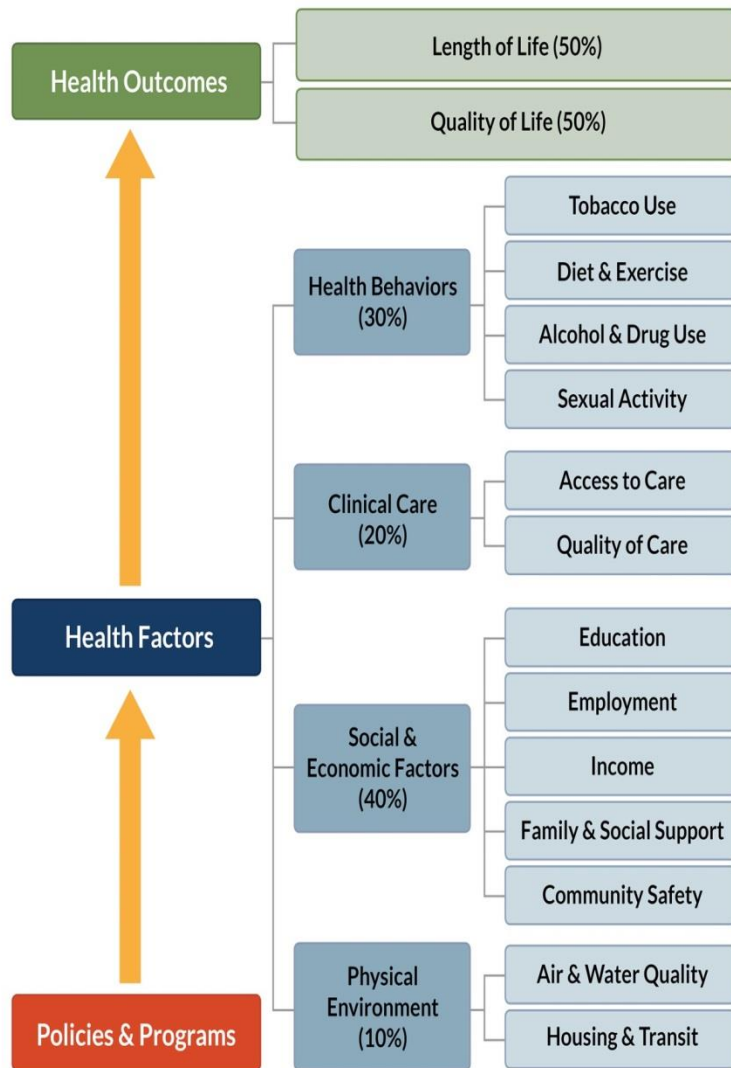 Health Outcomes
Length of Life (50%)
Quality of Life (50%)
Health Factors
Health Behaviors
(30%)
Tobacco Use
Diet & Exercise
Alcohol & Drug Use
Sexual Activity
Clinical Care
(20%)
Access to Care
Quality of Care
Social &
Economic Factors
(40%)
Education
Employment
Income
Family & Social Support
Community Safety
Physical
Environment
(10%)
Air & Water Quality
Housing & Transit
Policies & Programs